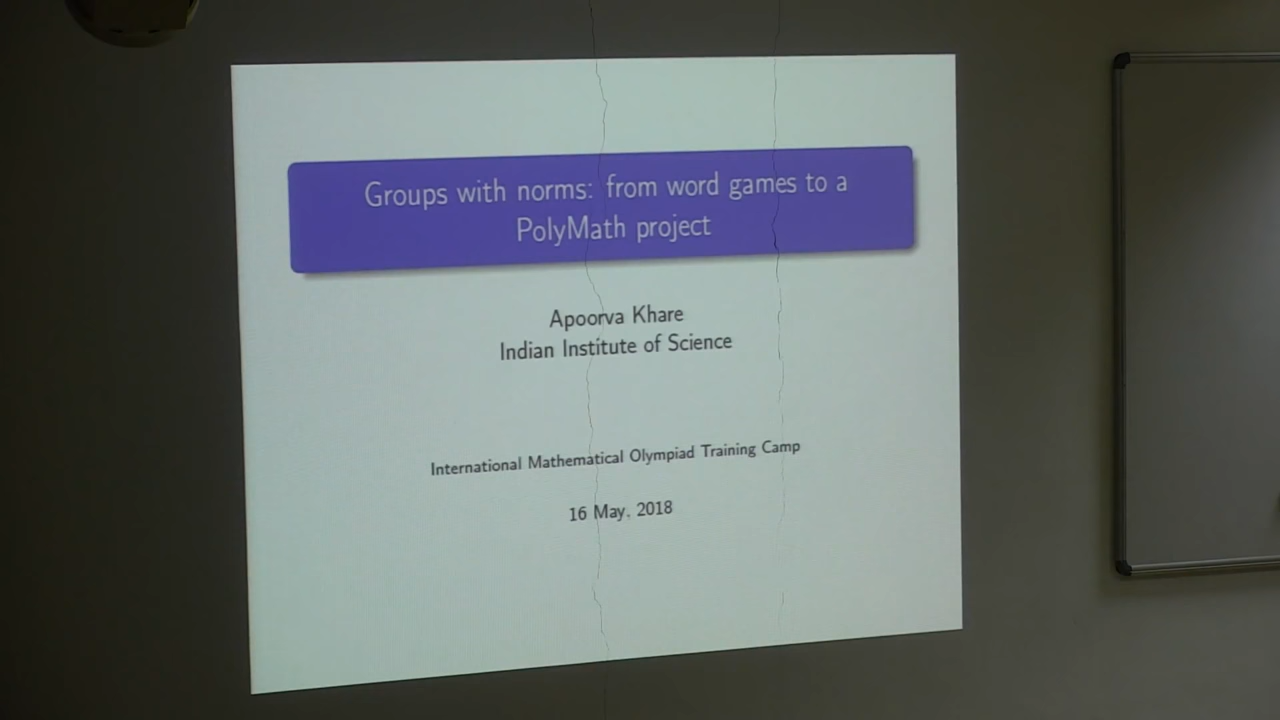 Groups with norms: from word games to a
PolyMath project
Apoorva Khare
Indian Institute of Science
International Mathematical Olympiad Training Camp
16 May, 2018